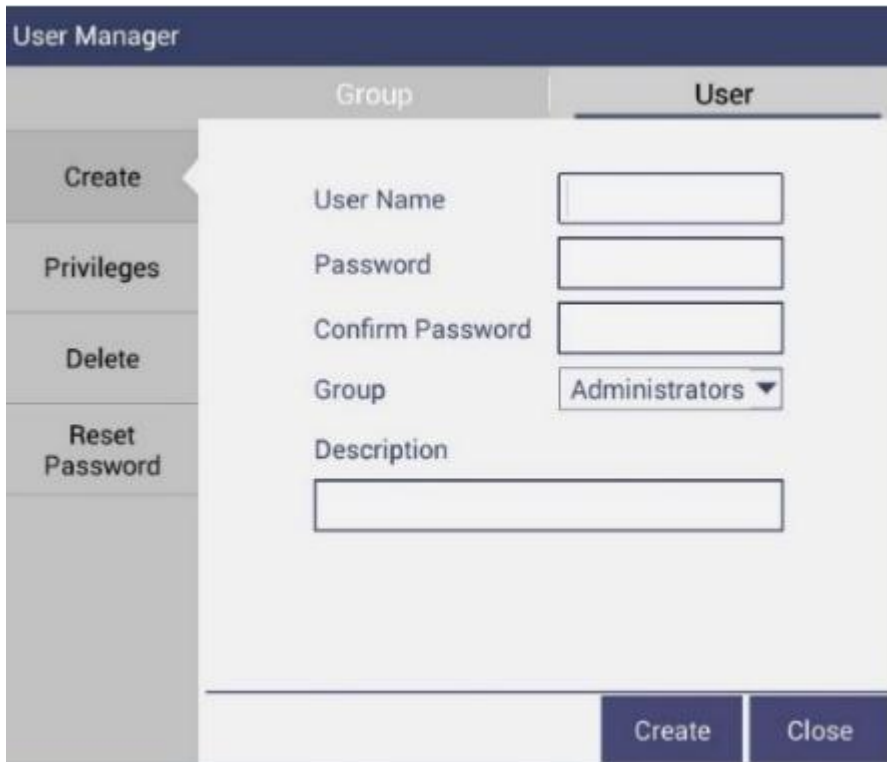 User Manager
Group
User
Create
Privileges
Delete
Reset
Password
User Name
Password
Confirm Password
Group
Administrators
Description
Create
Close